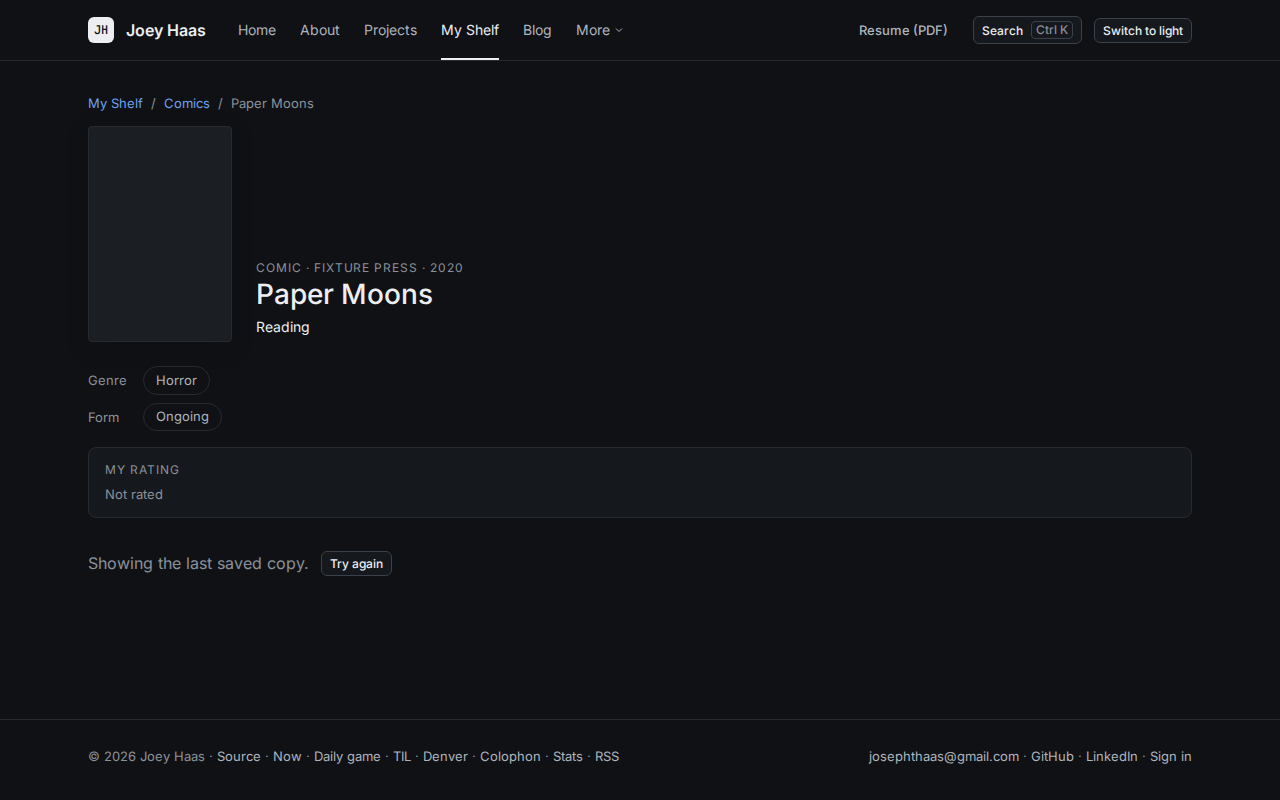 JH Joey Haas Home About Projects My Shelf Blog More Resume (PDF) Search Ctrl K Switch to light
My Shelf / Comics / Paper Moons
COMIC · FIXTURE PRESS · 2020
Paper Moons
Reading
Genre Horror
Form Ongoing
MY RATING
Not rated
Showing the last saved copy. Try again
© 2026 Joey Haas · Source · Now · Daily game · TIL · Denver · Colophon · Stats · RSS josephthaas@gmail.com · GitHub · LinkedIn · Sign in